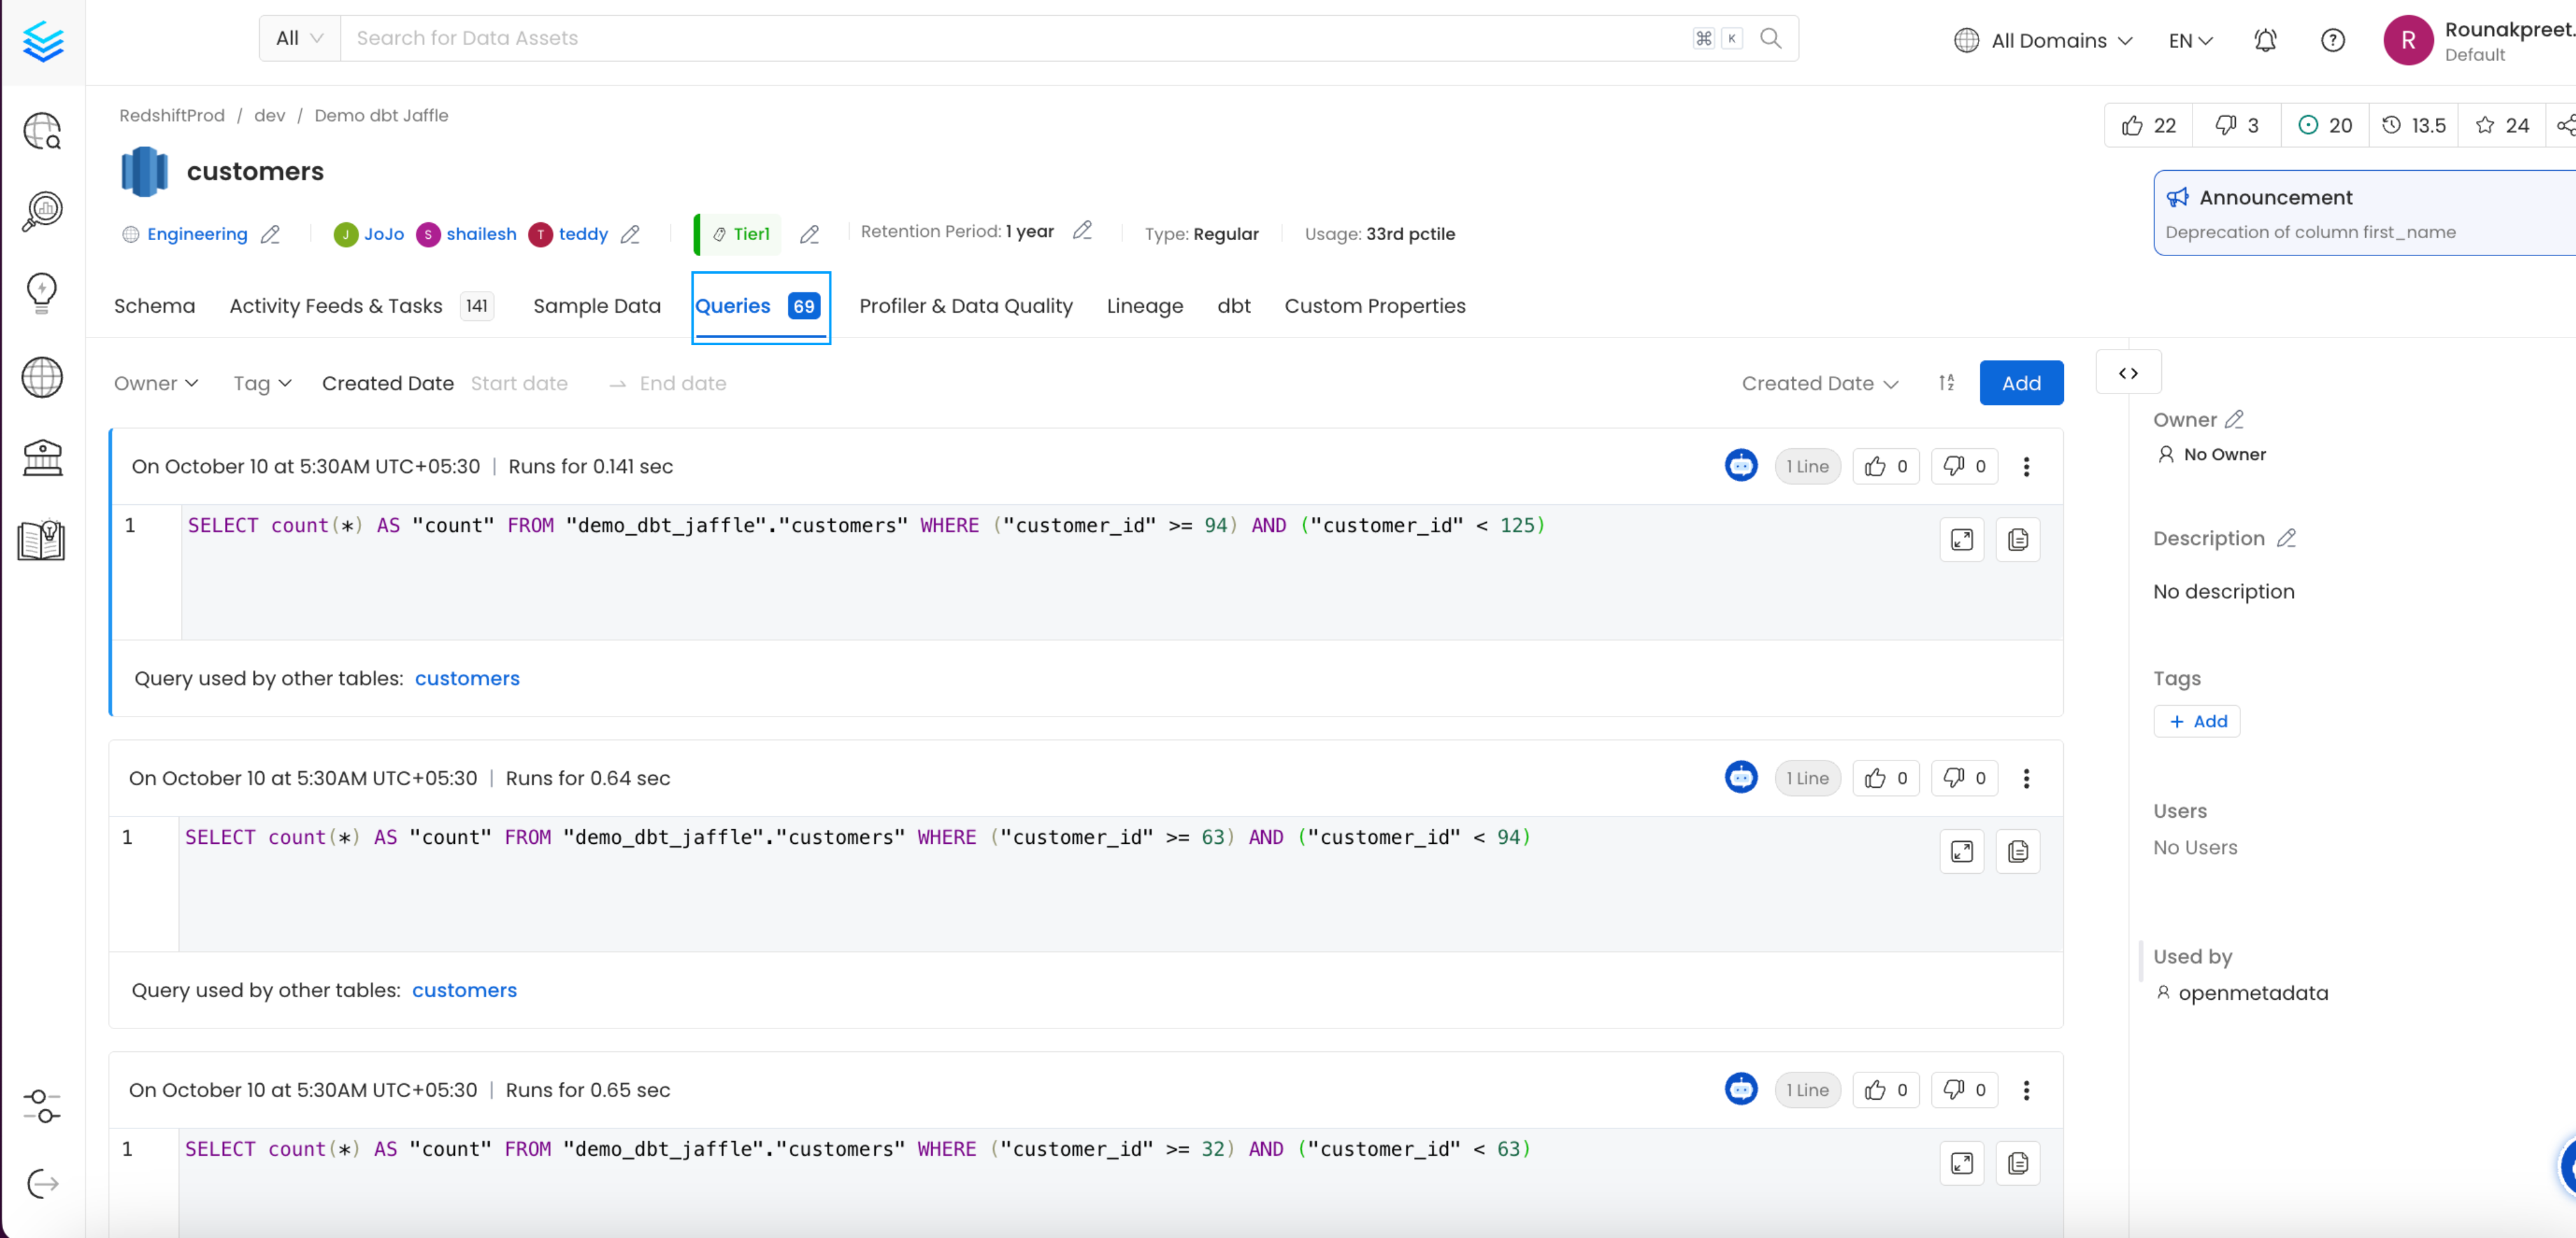 All Search for Data Assets ⌘ K All Domains EN R Rounakpreet.
Default
RedshiftProd / dev / Demo dbt Jaffle
22 3 20 13.5 24
customers
Announcement
Deprecation of column first_name
Engineering J JoJo S shailesh T teddy Tier1 Retention Period: 1 year Type: Regular Usage: 33rd pctile
Schema Activity Feeds & Tasks 141 Sample Data Queries 69 Profiler & Data Quality Lineage dbt Custom Properties
Owner Tag Created Date Start date → End date Created Date Add
On October 10 at 5:30AM UTC+05:30 | Runs for 0.141 sec 1 Line 0 0
1 SELECT count(*) AS "count" FROM "demo_dbt_jaffle"."customers" WHERE ("customer_id" >= 94) AND ("customer_id" < 125)
Query used by other tables: customers
On October 10 at 5:30AM UTC+05:30 | Runs for 0.64 sec 1 Line 0 0
1 SELECT count(*) AS "count" FROM "demo_dbt_jaffle"."customers" WHERE ("customer_id" >= 63) AND ("customer_id" < 94)
Query used by other tables: customers
On October 10 at 5:30AM UTC+05:30 | Runs for 0.65 sec 1 Line 0 0
1 SELECT count(*) AS "count" FROM "demo_dbt_jaffle"."customers" WHERE ("customer_id" >= 32) AND ("customer_id" < 63)
Owner
No Owner
Description
No description
Tags
+ Add
Users
No Users
Used by
openmetadata